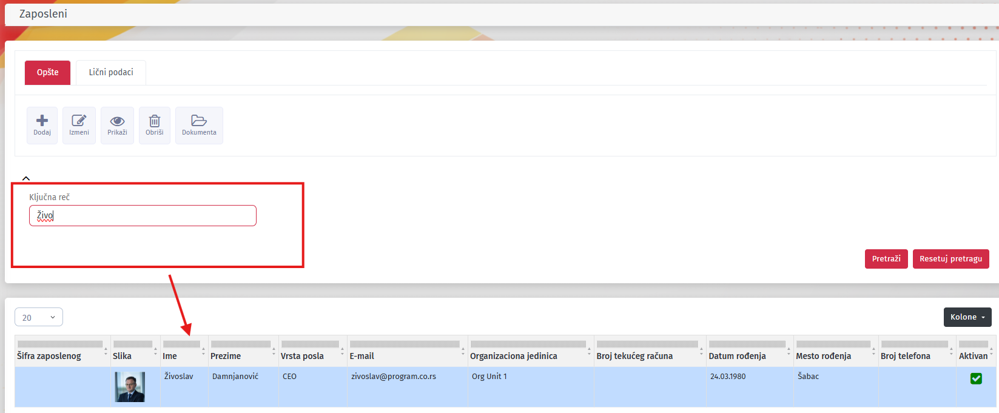 Zaposleni
Opšte Lični podaci
Dodaj Izmeni Prikaži Obriši Dokumenta
Ključna reč
Živo
Pretraži Resetuj pretragu
20 Kolone
Šifra zaposlenog Slika Ime Prezime Vrsta posla E-mail Organizaciona jedinica Broj tekućeg računa Datum rođenja Mesto rođenja Broj telefona Aktivan
Živoslav Damnjanović CEO zivoslav@program.co.rs Org Unit 1 24.03.1980 Šabac